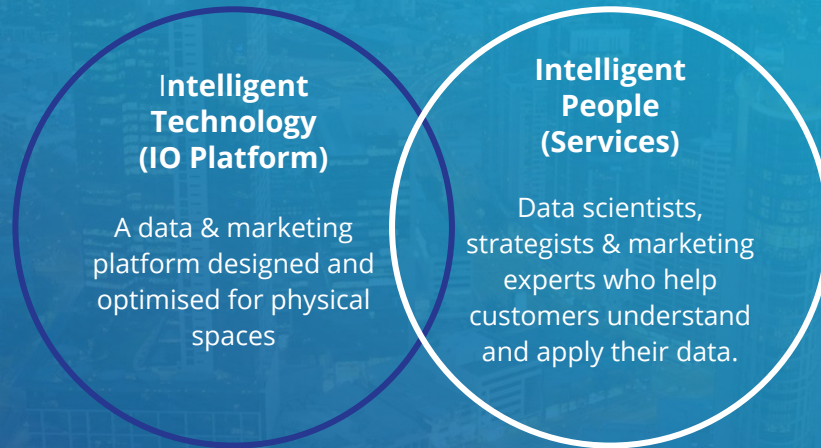 Intelligent
Technology
(IO Platform)
A data & marketing
platform designed and
optimised for physical
spaces
Intelligent
People
(Services)
Data scientists,
strategists & marketing
experts who help
customers understand
and apply their data.